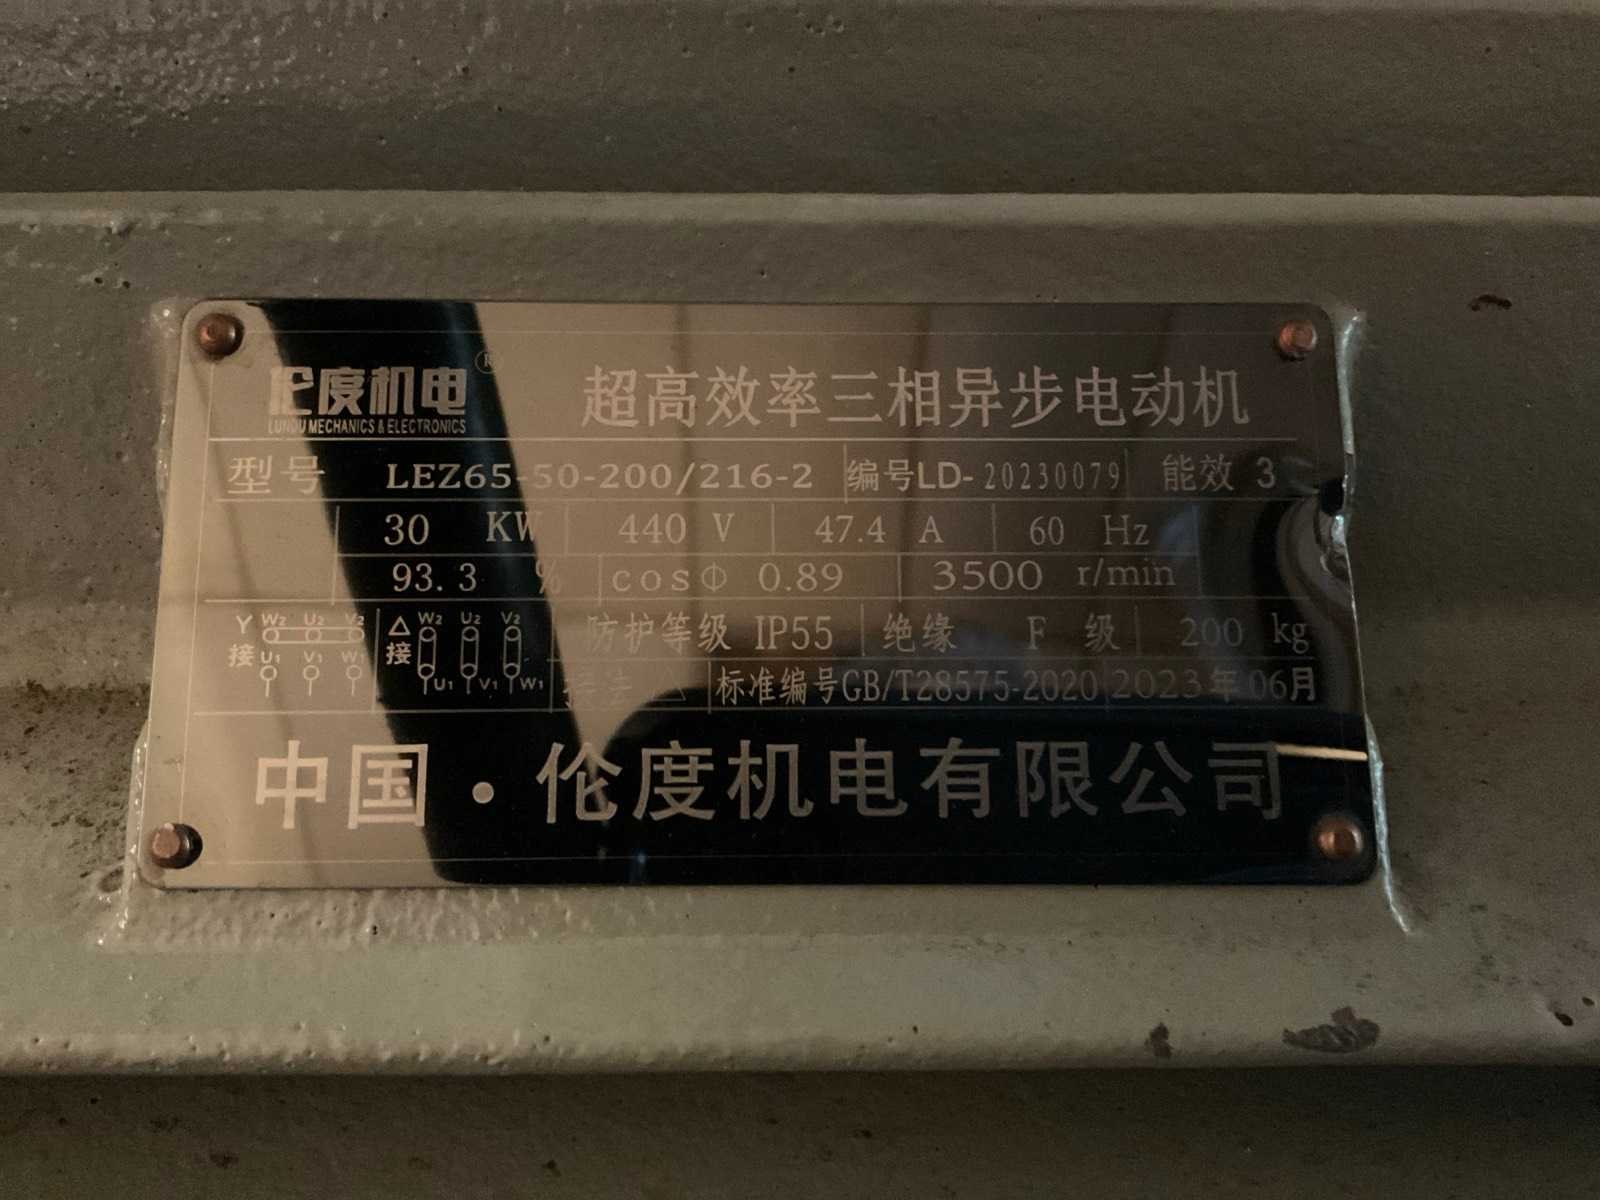 伦度机电®
LUNDU MECHANICS & ELECTRONICS
超高效率三相异步电动机
型号 LEZ65-50-200/216-2 编号LD-20230079 能效 3
30 KW 440 V 47.4 A 60 Hz
93.3 % cosΦ 0.89 3500 r/min
Y接 W2 U2 V2 U1 V1 W1
△接 W2 U2 V2 U1 V1 W1
防护等级 IP55 绝缘 F 级 200 kg
接法 △ 标准编号GB/T28575-2020 2023年06月
中国·伦度机电有限公司